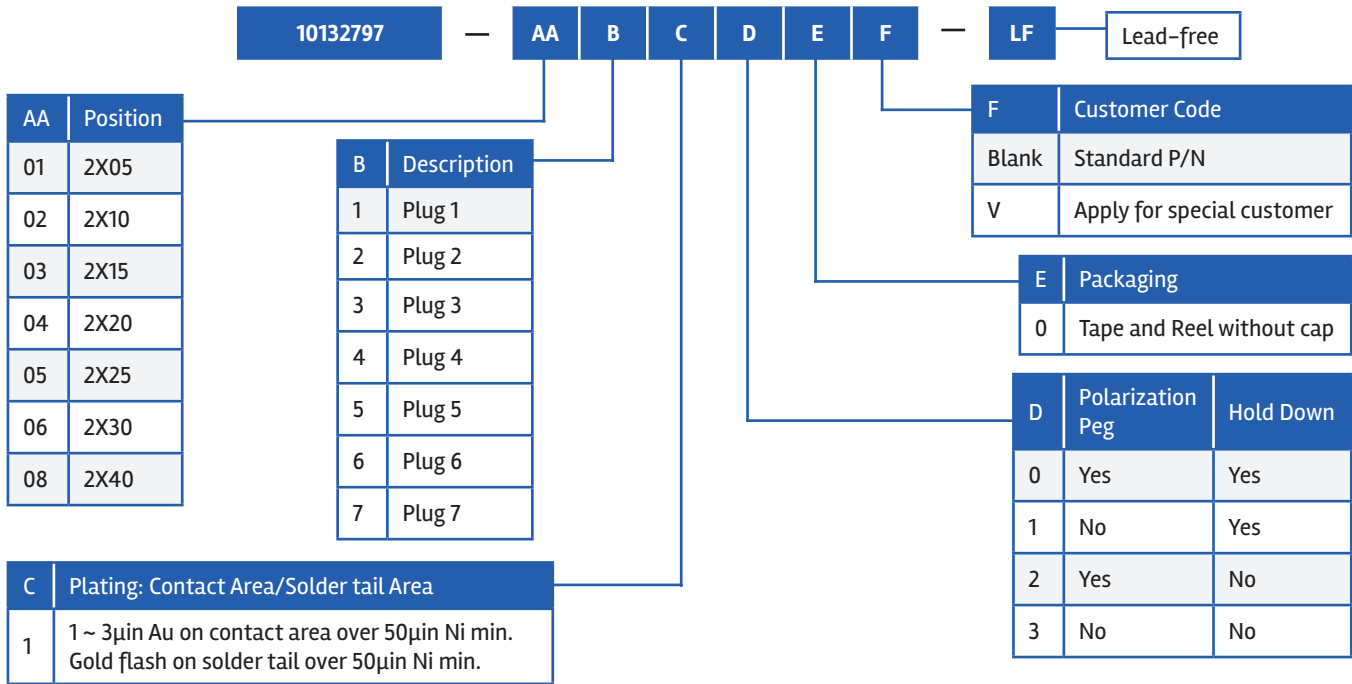 10132797 — AA B C D E F — LF Lead-free
AA Position
01 2X05
02 2X10
03 2X15
04 2X20
05 2X25
06 2X30
08 2X40
B Description
1 Plug 1
2 Plug 2
3 Plug 3
4 Plug 4
5 Plug 5
6 Plug 6
7 Plug 7
C Plating: Contact Area/Solder tail Area
1 1 ~ 3μin Au on contact area over 50μin Ni min.
Gold flash on solder tail over 50μin Ni min.
F Customer Code
Blank Standard P/N
V Apply for special customer
E Packaging
0 Tape and Reel without cap
D Polarization
Peg Hold Down
0 Yes Yes
1 No Yes
2 Yes No
3 No No